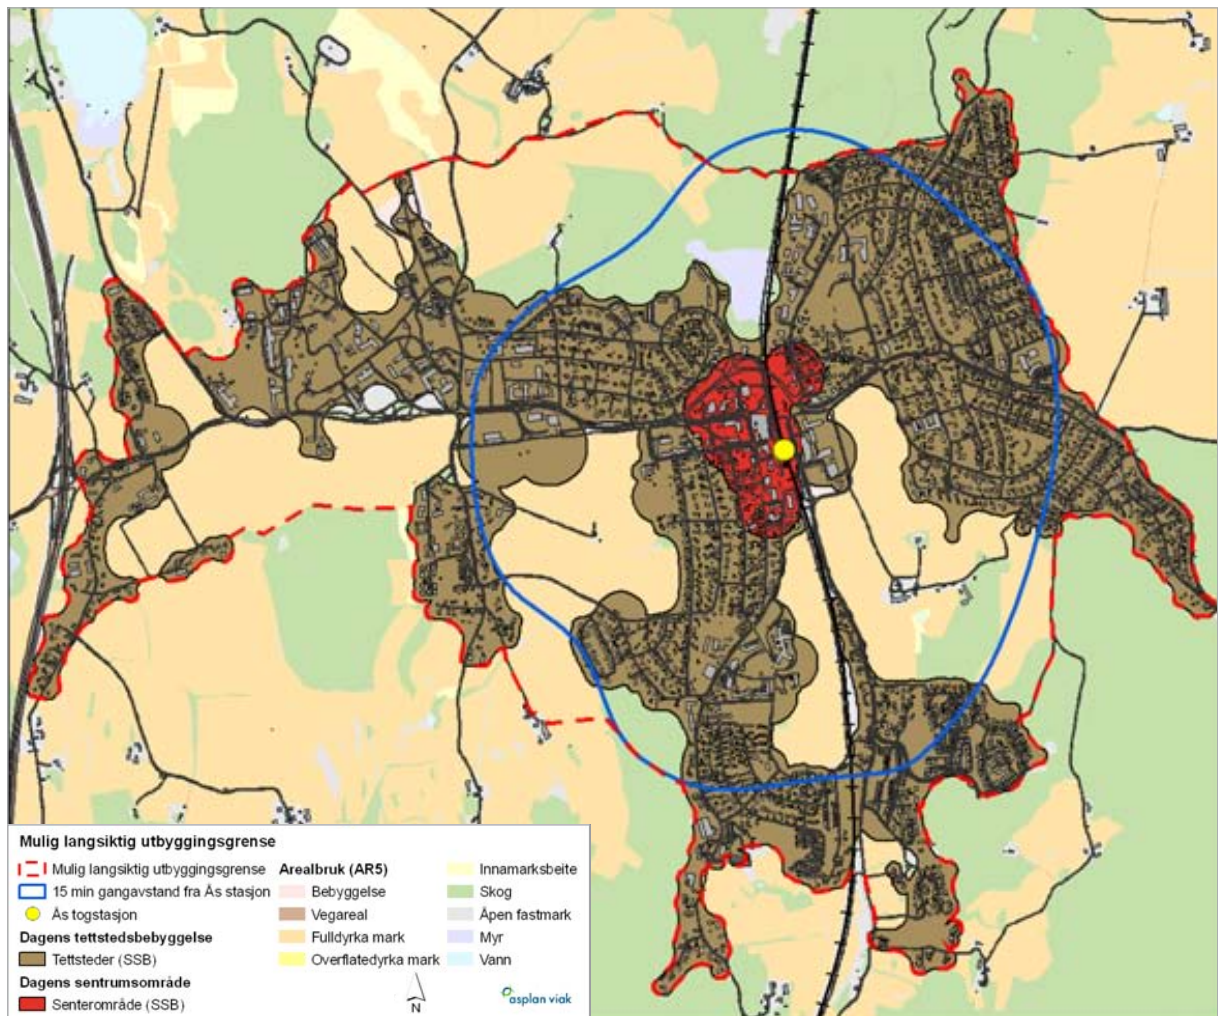 Mulig langsiktig utbyggingsgrense
Mulig langsiktig utbyggingsgrense
15 min gangavstand fra Ås stasjon
Ås togstasjon
Dagens tettstedsbebyggelse
Tettsteder (SSB)
Dagens sentrumsområde
Senterområde (SSB)
Arealbruk (AR5)
Bebyggelse
Vegareal
Fulldyrka mark
Overflatedyrka mark
Innamarksbeite
Skog
Åpen fastmark
Myr
Vann
N
asplan viak